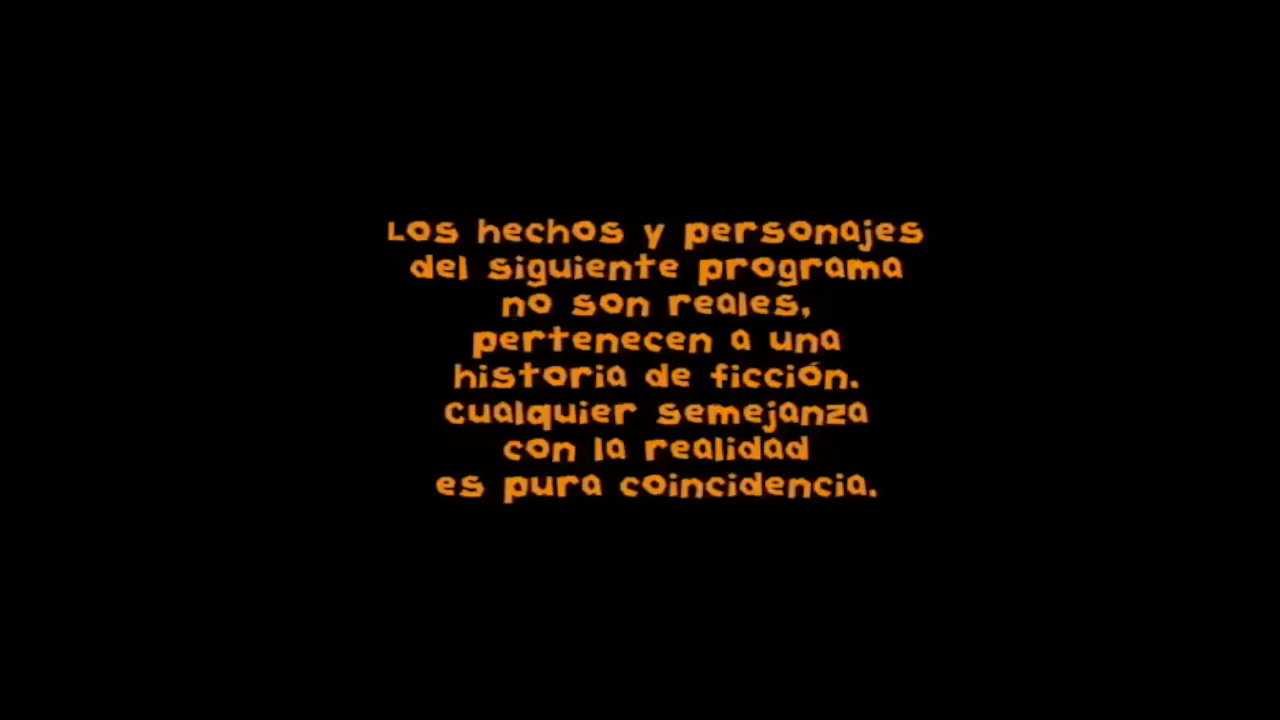 Los hechos y personajes
del siguiente programa
no son reales,
pertenecen a una
historia de ficción.
cualquier semejanza
con la realidad
es pura coincidencia.